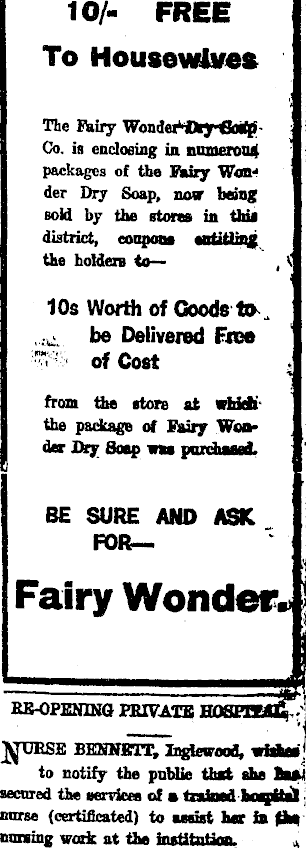 10/- FREE
To Housewives
The Fairy Wonder Dry Soap
Co. is enclosing in numerous
packages of the Fairy Won-
der Dry Soap, now being
sold by the stores in this
district, coupons entitling
the holders to—
10s Worth of Goods to
be Delivered Free
of Cost
from the store at which
the package of Fairy Won-
der Dry Soap was purchased.
BE SURE AND ASK
FOR—
Fairy Wonder.
RE-OPENING PRIVATE HOSPITAL.
NURSE BENNETT, Inglewood, wishes
to notify the public that she has
secured the services of a trained hospital
nurse (certificated) to assist her in the
nursing work at the institution.